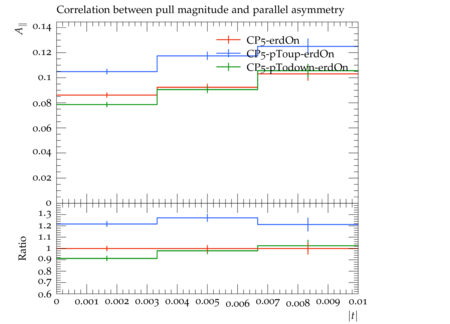 Correlation between pull magnitude and parallel asymmetry
A∥
0.14
0.12
0.1
0.08
0.06
0.04
0.02
0
CP5-erdOn
CP5-pToup-erdOn
CP5-pTodown-erdOn
Ratio
1.3
1.2
1.1
1
0.9
0.8
0.7
0.6
0 0.001 0.002 0.003 0.004 0.005 0.006 0.007 0.008 0.009 0.01
|t|